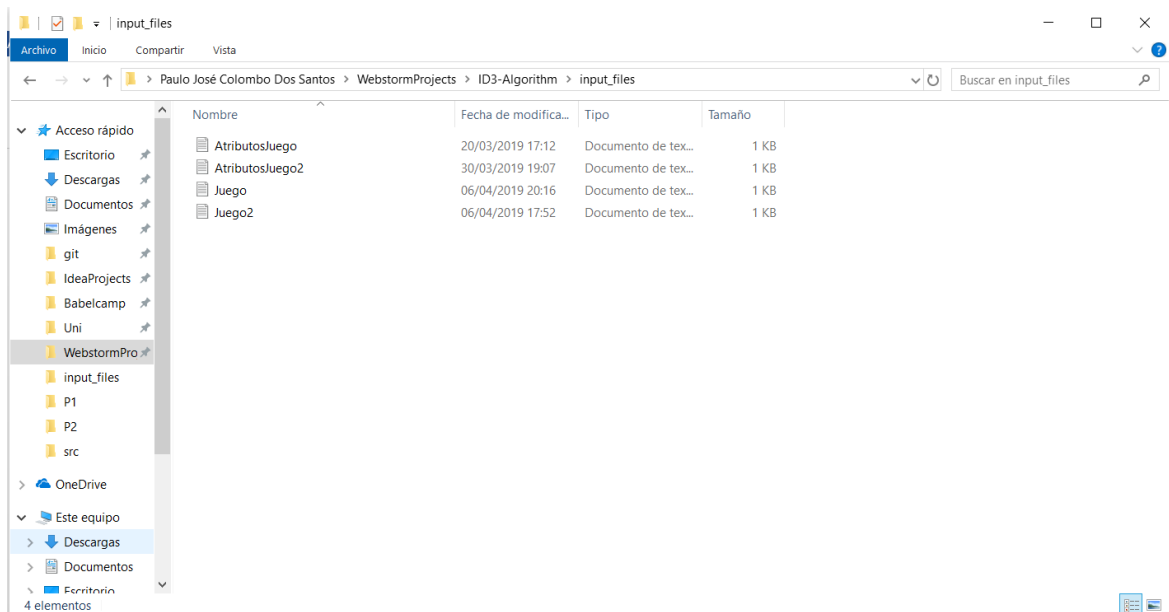 input_files
Archivo Inicio Compartir Vista
Paulo José Colombo Dos Santos > WebstormProjects > ID3-Algorithm > input_files Buscar en input_files
Nombre Fecha de modifica... Tipo Tamaño
Acceso rápido
Escritorio
Descargas
Documentos
Imágenes
git
IdeaProjects
Babelcamp
Uni
WebstormPro
input_files
P1
P2
src
OneDrive
Este equipo
Descargas
Documentos
Escritorio
AtributosJuego 20/03/2019 17:12 Documento de tex... 1 KB
AtributosJuego2 30/03/2019 19:07 Documento de tex... 1 KB
Juego 06/04/2019 20:16 Documento de tex... 1 KB
Juego2 06/04/2019 17:52 Documento de tex... 1 KB
4 elementos